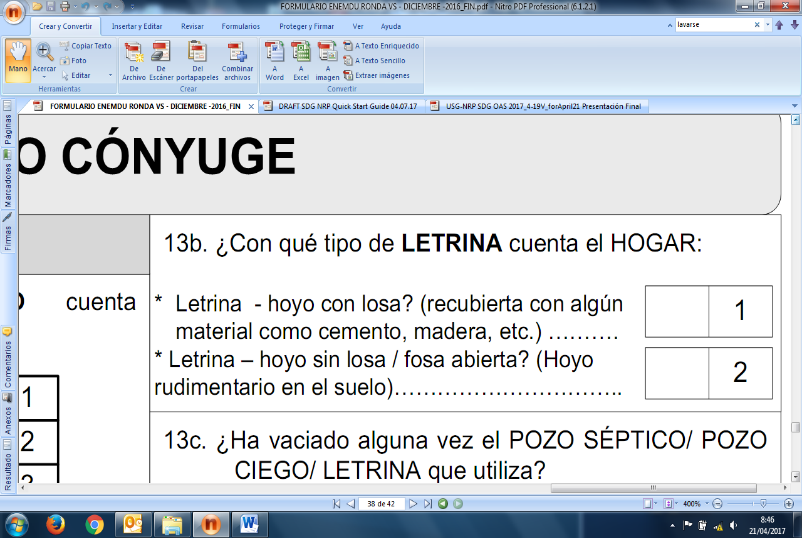 FORMULARIO ENEMDU RONDA VS - DICIEMBRE -2016_FIN.pdf - Nitro PDF Professional (6.1.2.1)
Crear y Convertir Insertar y Editar Revisar Formularios Proteger y Firmar Ver Ayuda lavarse
Mano Acercar Copiar Texto
Foto
Editar
De Archivo De Escáner Del portapapeles Combinar archivos
A Word A Excel A imagen A Texto Enriquecido
A Texto Sencillo
Extraer imágenes
Herramientas Crear Convertir
FORMULARIO ENEMDU RONDA VS - DICIEMBRE -2016_FIN DRAFT SDG NRP Quick Start Guide 04.07.17 USG-NRP SDG OAS 2017_4-19V_forApril21 Presentación Final
Páginas
Marcadores
Firmas
Comentarios
Anexos
Resultado
O CÓNYUGE
13b. ¿Con qué tipo de LETRINA cuenta el HOGAR:
cuenta
* Letrina - hoyo con losa? (recubierta con algún
material como cemento, madera, etc.) ………. 1
* Letrina – hoyo sin losa / fosa abierta? (Hoyo
rudimentario en el suelo)………………………….. 2
1
2
13c. ¿Ha vaciado alguna vez el POZO SÉPTICO/ POZO
CIEGO/ LETRINA que utiliza?
38 de 42 400%
8:46
21/04/2017